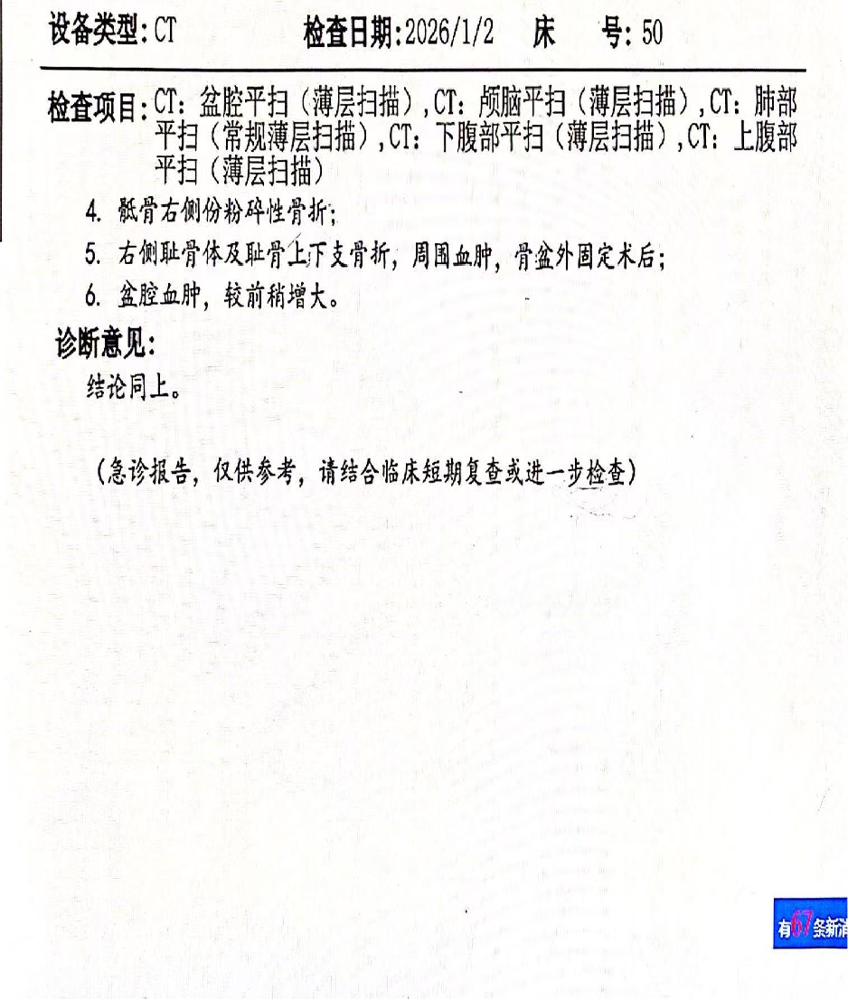 设备类型:CT 检查日期:2026/1/2 床 号:50
检查项目:CT:盆腔平扫(薄层扫描),CT:颅脑平扫(薄层扫描),CT:肺部
平扫(常规薄层扫描),CT:下腹部平扫(薄层扫描),CT:上腹部
平扫(薄层扫描)
4. 骶骨右侧份粉碎性骨折;
5. 右侧耻骨体及耻骨上下支骨折,周围血肿,骨盆外固定术后;
6. 盆腔血肿,较前稍增大。
诊断意见:
结论同上。
(急诊报告,仅供参考,请结合临床短期复查或进一步检查)
有67条新消